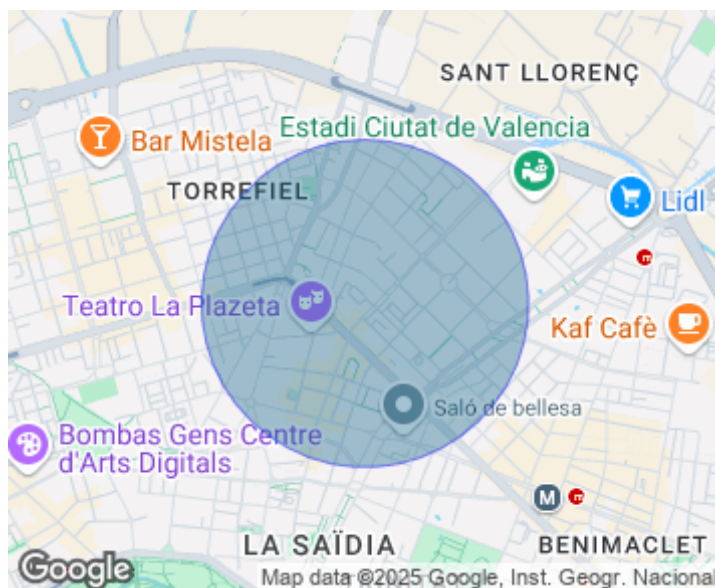 SANT LLORENÇ
Estadi Ciutat de Valencia
Bar Mistela
TORREFIEL
Lidl
Teatro La Plazeta
Kaf Cafè
Saló de bellesa
Bombas Gens Centre
d'Arts Digitals
M
LA SAÏDIA
BENIMACLET
Google
Map data ©2025 Google, Inst. Geogr. Nacional